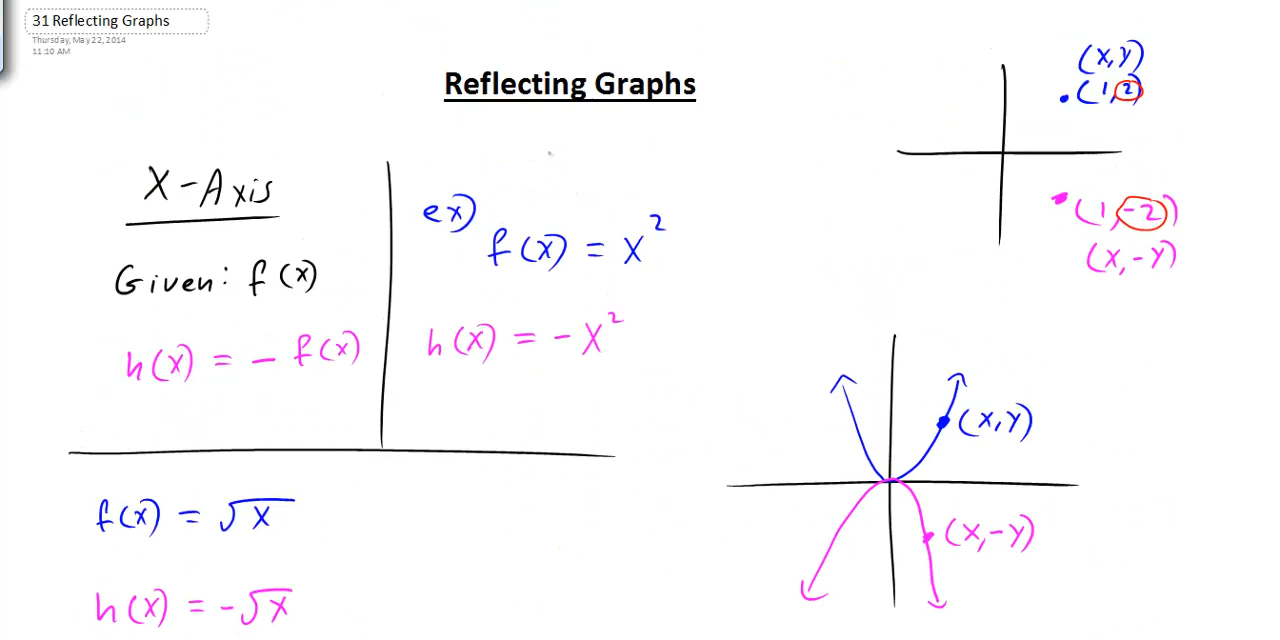 31 Reflecting Graphs
Thursday, May 22, 2014
11:10 AM
Reflecting Graphs
X-Axis
Given: f(x)
h(x) = - f(x)
ex)
f(x) = x²
h(x) = - x²
f(x) = √x
h(x) = -√x
(x, y)
(1, 2)
(1, -2)
(x, -y)
(x, y)
(x, -y)